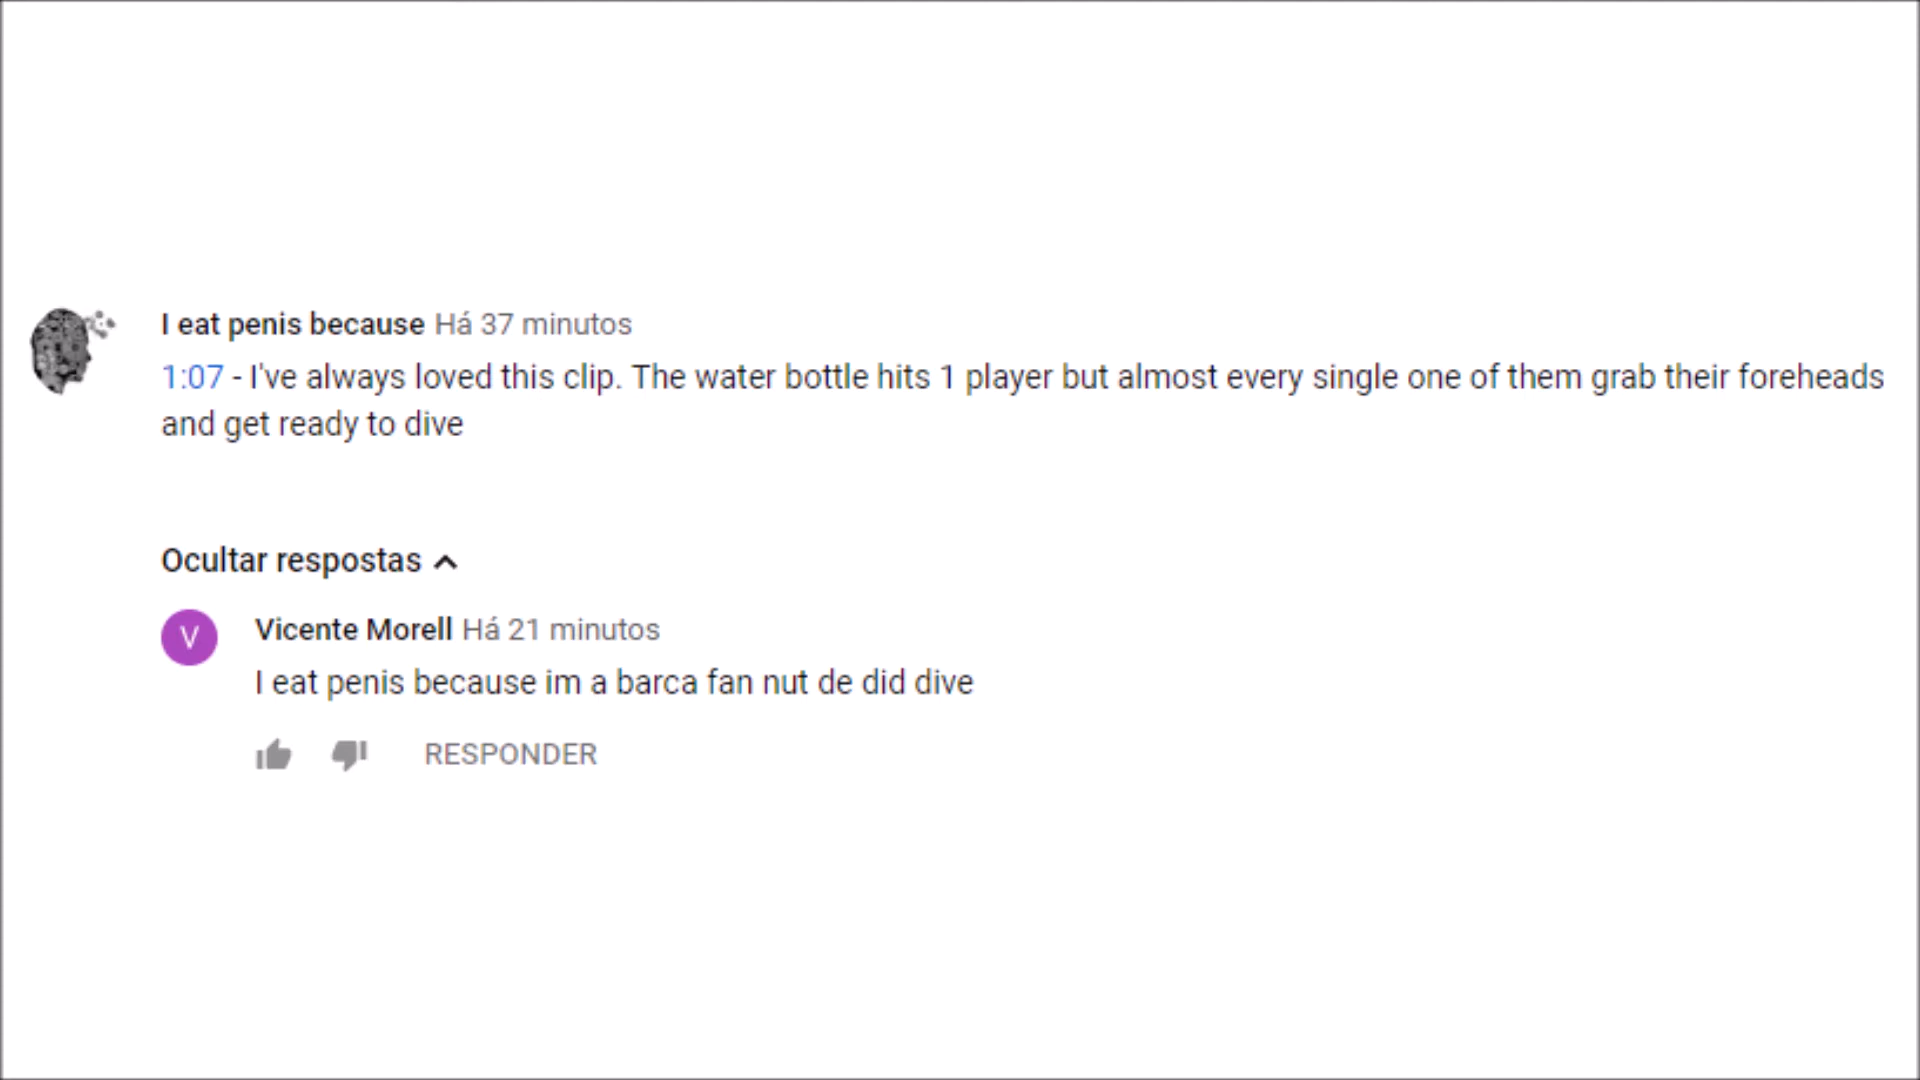 I eat penis because Há 37 minutos
1:07 - I've always loved this clip. The water bottle hits 1 player but almost every single one of them grab their foreheads
and get ready to dive
Ocultar respostas
V
Vicente Morell Há 21 minutos
I eat penis because im a barca fan nut de did dive
RESPONDER